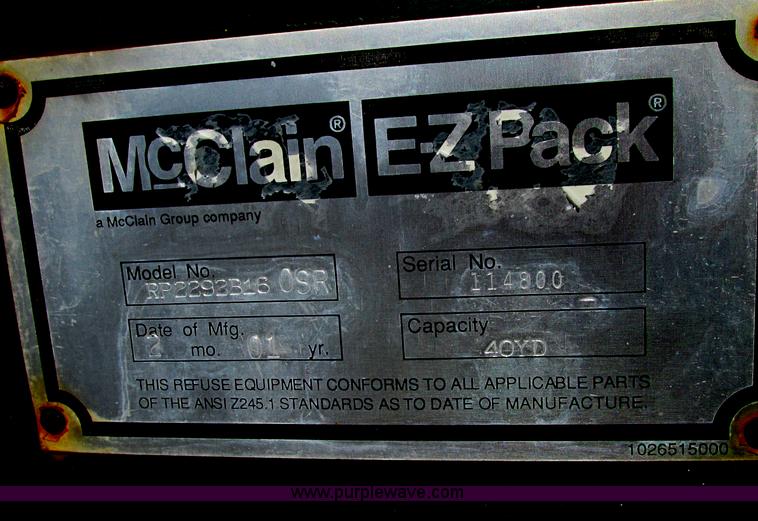 McClain® E-Z Pack®
a McClain Group company
Model No. RP2292B16 OSR
Serial No. 114800
Date of Mfg. 2 mo. 01 yr.
Capacity 40YD
THIS REFUSE EQUIPMENT CONFORMS TO ALL APPLICABLE PARTS
OF THE ANSI Z245.1 STANDARDS AS TO DATE OF MANUFACTURE.
1026515000
www.purplewave.com